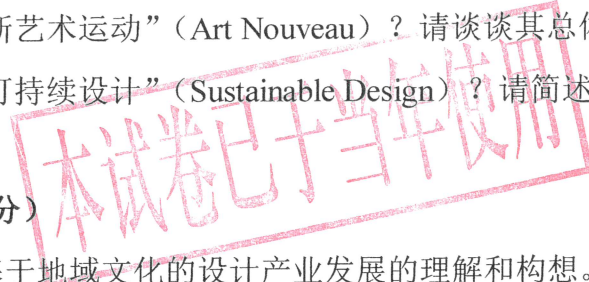 新艺术运动”（Art Nouveau）？请谈谈其总体
可持续设计”（Sustainable Design）？请简述
本试卷已于当年使用
分）
基于地域文化的设计产业发展的理解和构想。